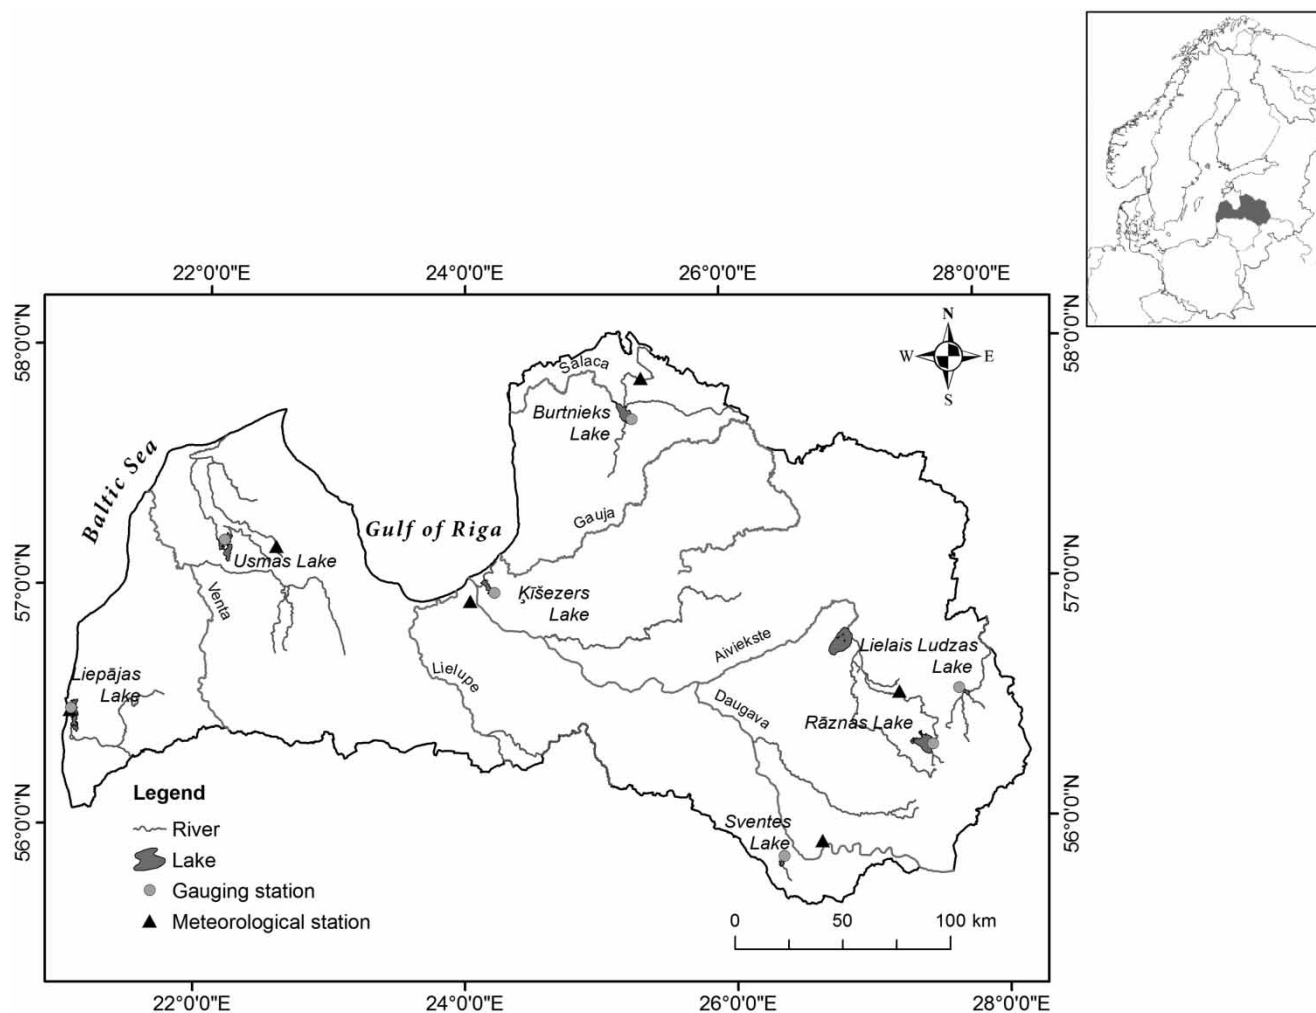 22°0'0"E
24°0'0"E
26°0'0"E
28°0'0"E
58°0'0"N
58°0'0"N
N
W
E
S
Salaca
Burtnieks
Lake
Baltic Sea
Gulf of Riga
Gauja
Usmas Lake
57°0'0"N
57°0'0"N
Venta
Ķīšezers
Lake
Aiviekste
Lielais Ludzas
Lake
Liepājas
Lake
Lielupe
Daugava
Rāznas Lake
56°0'0"N
56°0'0"N
Sventes
Lake
Legend
River
Lake
Gauging station
Meteorological station
0
50
100 km
22°0'0"E
24°0'0"E
26°0'0"E
28°0'0"E